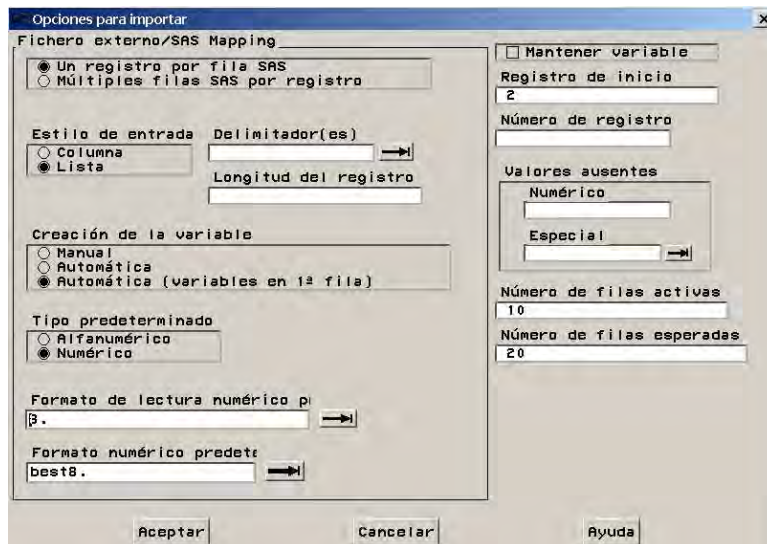 Opciones para importar
Fichero externo/SAS Mapping
Un registro por fila SAS
Múltiples filas SAS por registro
Estilo de entrada
Columna
Lista
Delimitador(es)
Longitud del registro
Creación de la variable
Manual
Automática
Automática (variables en 1ª fila)
Tipo predeterminado
Alfanumérico
Numérico
Formato de lectura numérico p
3.
Formato numérico predete
best8.
Mantener variable
Registro de inicio
2
Número de registro
Valores ausentes
Numérico
Especial
Número de filas activas
10
Número de filas esperadas
20
Aceptar
Cancelar
Ayuda